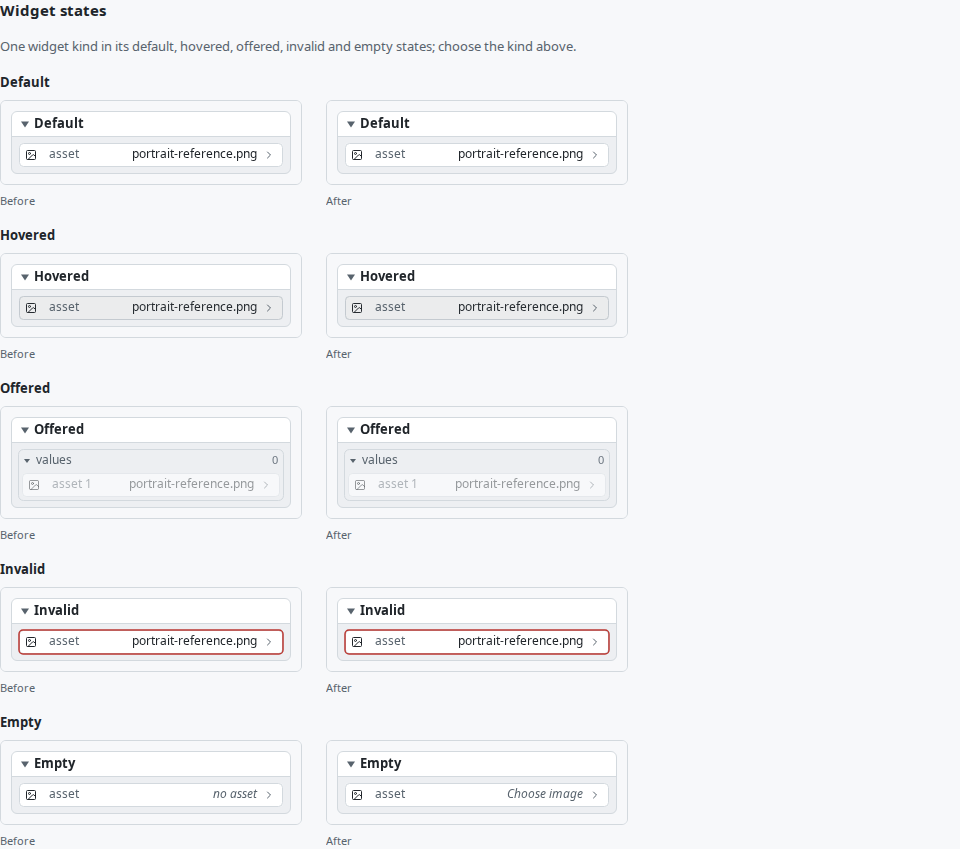 Widget states
One widget kind in its default, hovered, offered, invalid and empty states; choose the kind above.
Default
Default
asset portrait-reference.png
Before
Default
asset portrait-reference.png
After
Hovered
Hovered
asset portrait-reference.png
Before
Hovered
asset portrait-reference.png
After
Offered
Offered
values 0
asset 1 portrait-reference.png
Before
Offered
values 0
asset 1 portrait-reference.png
After
Invalid
Invalid
asset portrait-reference.png
Before
Invalid
asset portrait-reference.png
After
Empty
Empty
asset no asset
Before
Empty
asset Choose image
After